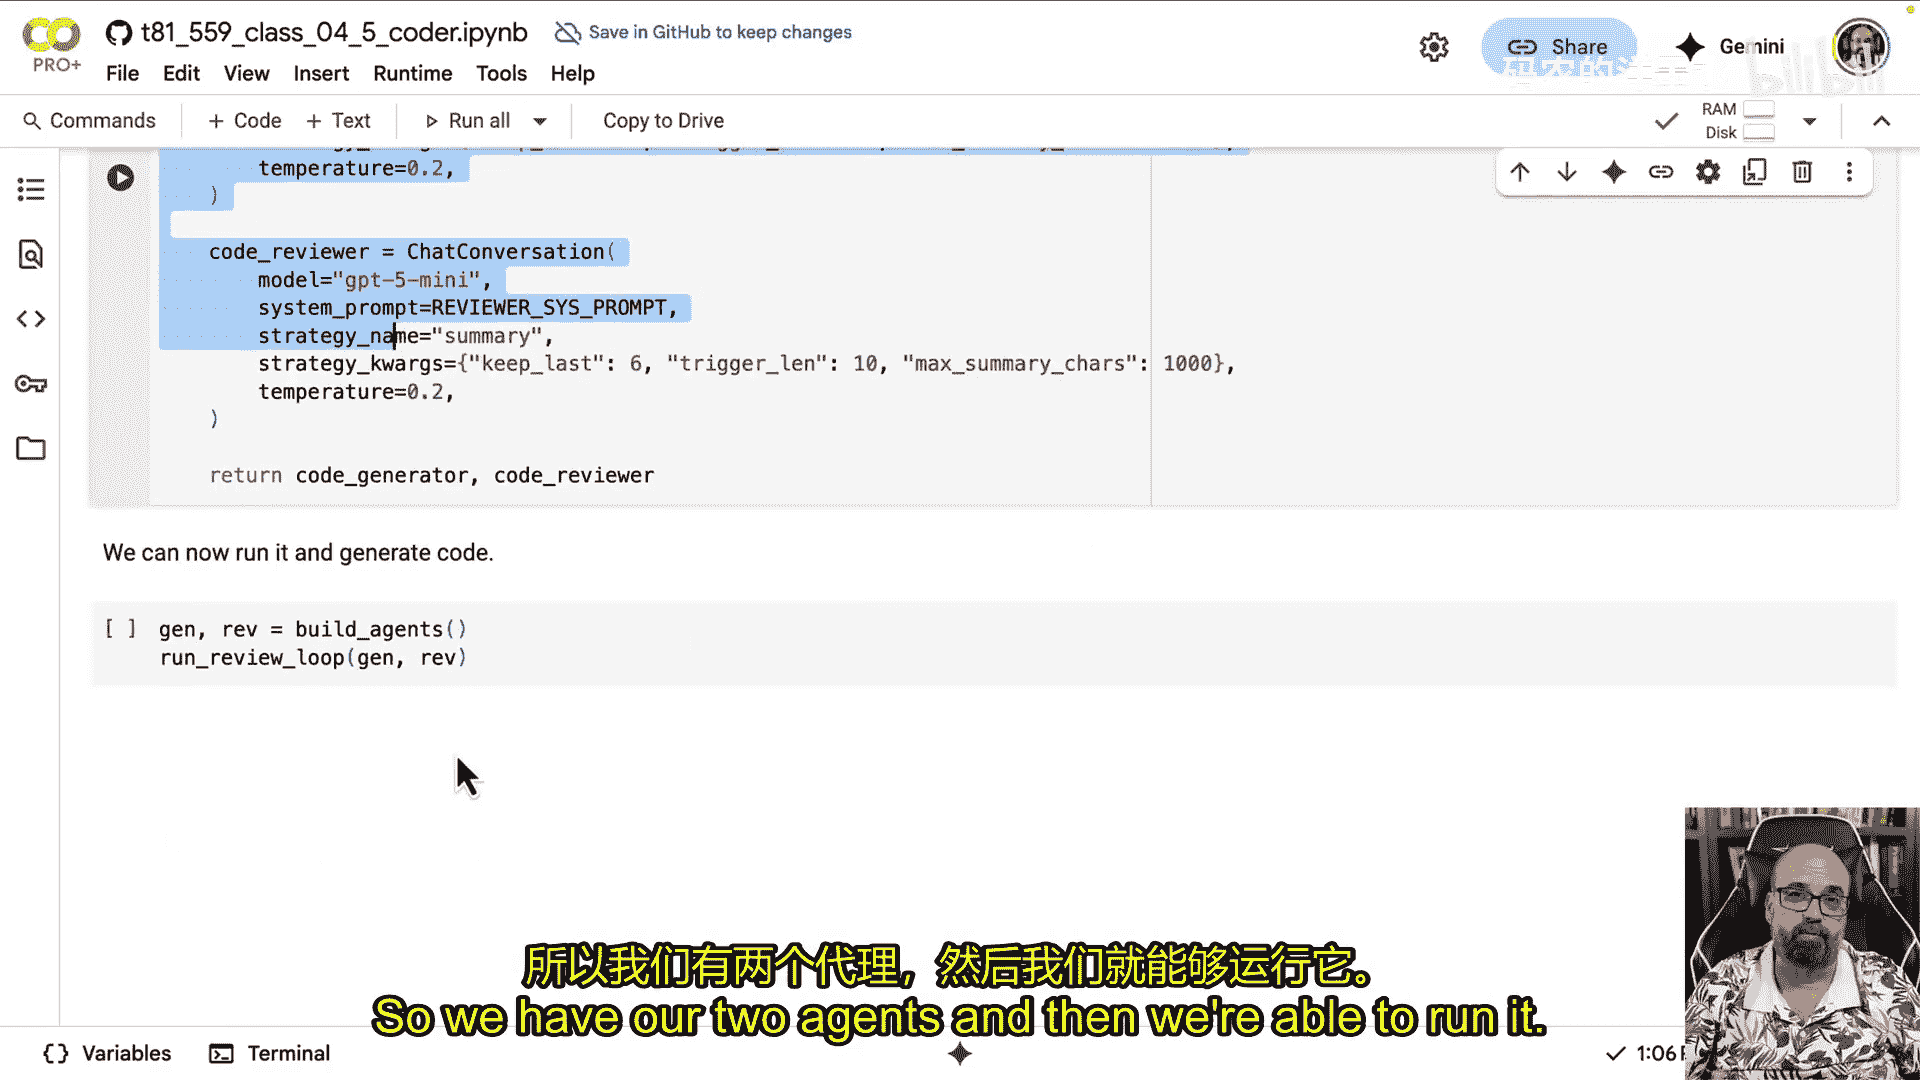 t81_559_class_04_5_coder.ipynb
Save in GitHub to keep changes
Share
Gemini
PRO+
File Edit View Insert Runtime Tools Help
Commands
+ Code + Text
Run all
Copy to Drive
RAM
Disk
temperature=0.2,
)
code_reviewer = ChatConversation(
model="gpt-5-mini",
system_prompt=REVIEWER_SYS_PROMPT,
strategy_name="summary",
strategy_kwargs={"keep_last": 6, "trigger_len": 10, "max_summary_chars": 1000},
temperature=0.2,
)
return code_generator, code_reviewer
We can now run it and generate code.
[ ] gen, rev = build_agents()
run_review_loop(gen, rev)
所以我们有两个代理，然后我们就能够运行它。
So we have our two agents and then we're able to run it.
{} Variables
Terminal
1:06